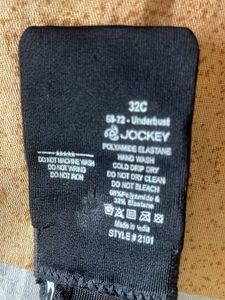 32C
68-72 - Underbust
JOCKEY
POLYAMIDE ELASTANE
HAND WASH
COLD DRIP DRY
DO NOT DRY CLEAN
DO NOT BLEACH
68%Polyamide &
32% Elastane
Made in India
STYLE # 2101
DO NOT MACHINE WASH
DO NOT WRING
DO NOT IRON